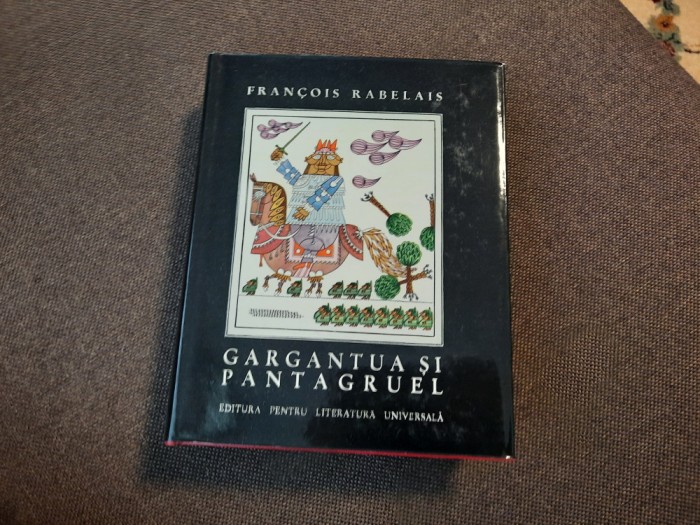 FRANÇOIS RABELAIS
GARGANTUA ȘI
PANTAGRUEL
EDITURA PENTRU LITERATURA UNIVERSALĂ